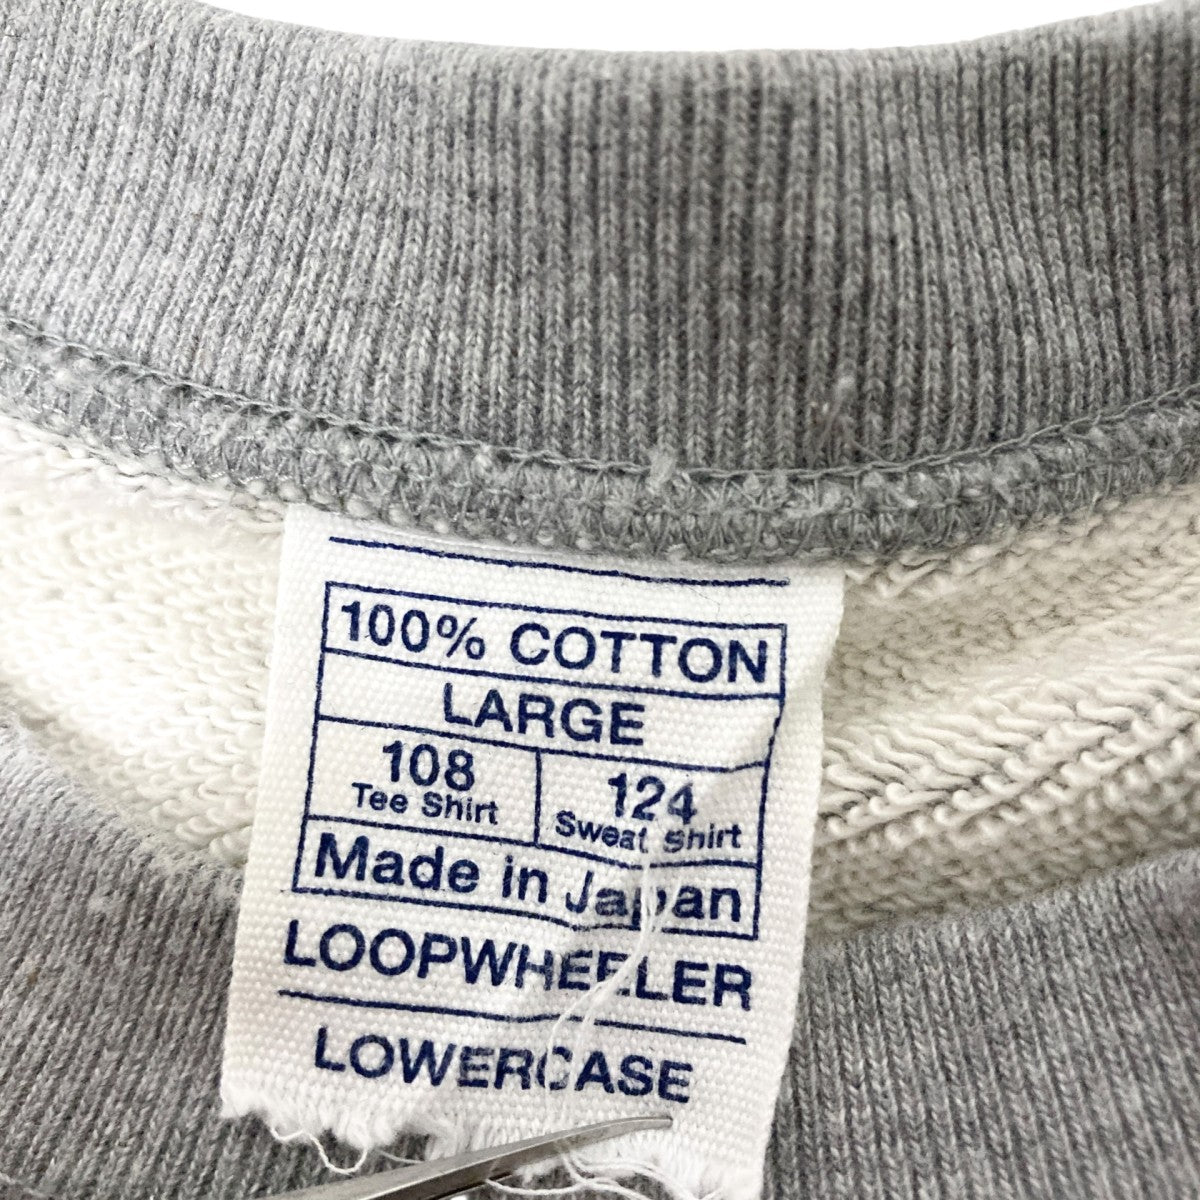 100% COTTON
LARGE
108 124
Tee Shirt Sweat Shirt
Made in Japan
LOOPWHEELER
LOWERCASE